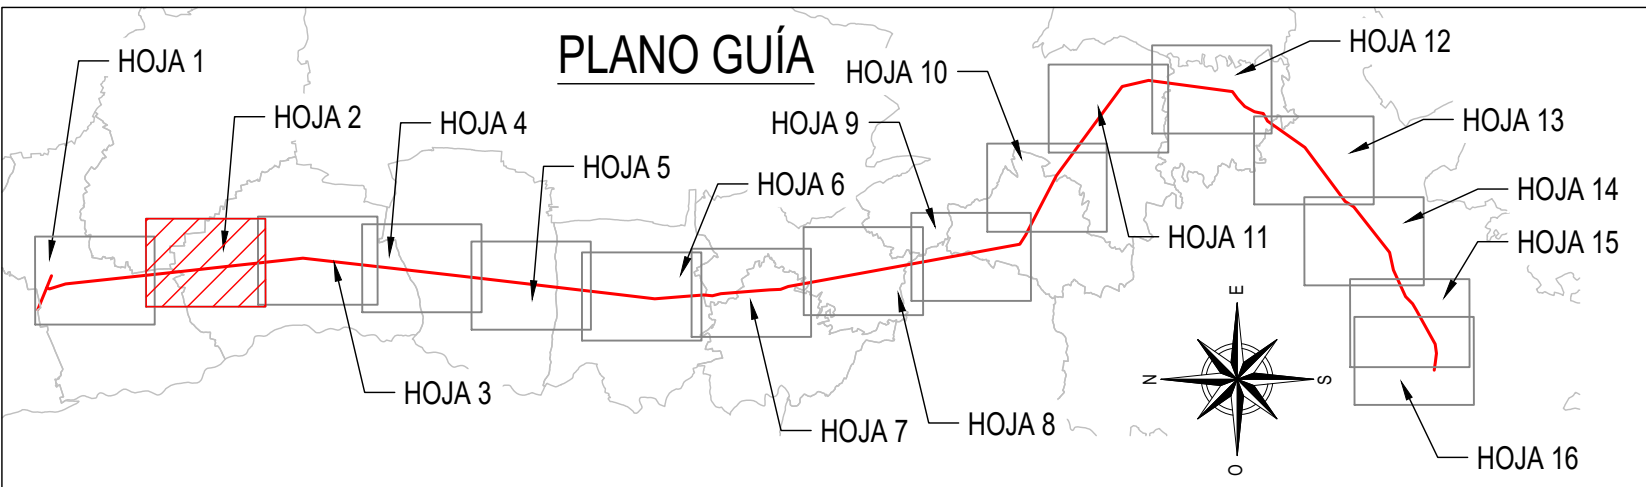 PLANO GUÍA
HOJA 1
HOJA 2
HOJA 3
HOJA 4
HOJA 5
HOJA 6
HOJA 7
HOJA 8
HOJA 9
HOJA 10
HOJA 11
HOJA 12
HOJA 13
HOJA 14
HOJA 15
HOJA 16
E
N
S
O